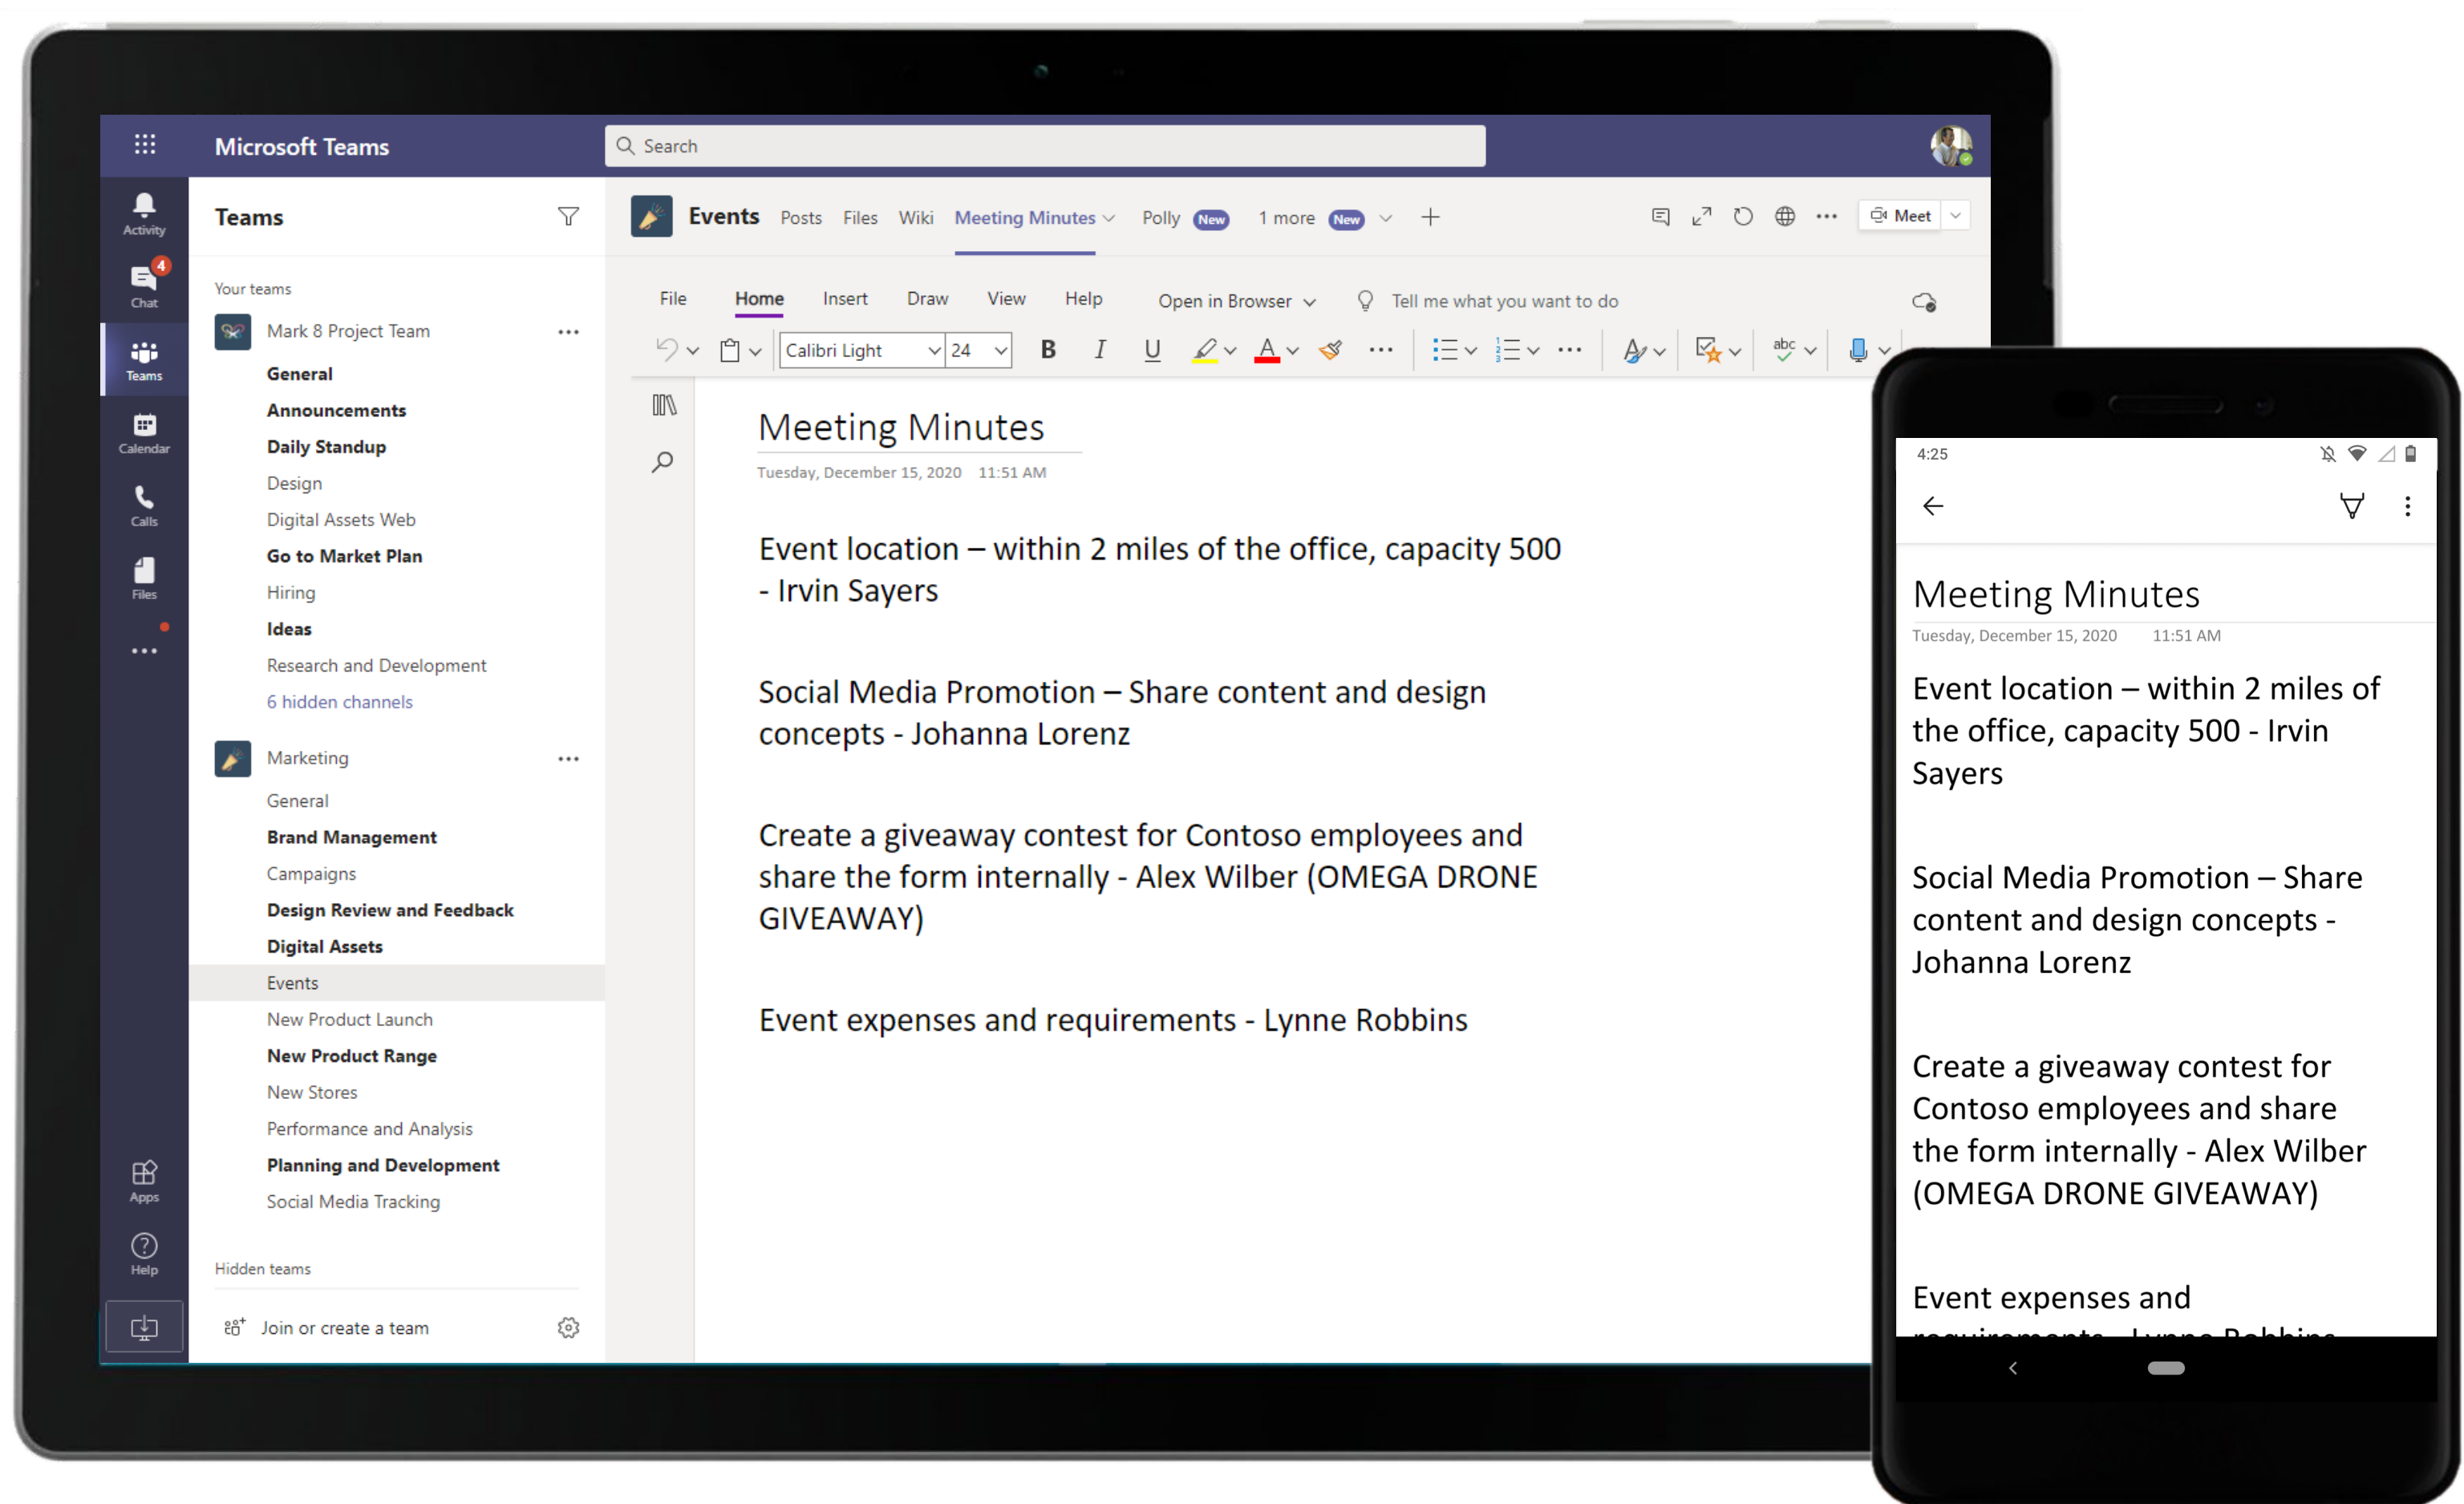 Microsoft Teams
Search
Activity
4
Chat
Teams
Calendar
Calls
Files
Apps
Help
Teams
Your teams
Mark 8 Project Team
General
Announcements
Daily Standup
Design
Digital Assets Web
Go to Market Plan
Hiring
Ideas
Research and Development
6 hidden channels
Marketing
General
Brand Management
Campaigns
Design Review and Feedback
Digital Assets
Events
New Product Launch
New Product Range
New Stores
Performance and Analysis
Planning and Development
Social Media Tracking
Hidden teams
Join or create a team
Events Posts Files Wiki Meeting Minutes Polly New 1 more New Meet
File Home Insert Draw View Help Open in Browser Tell me what you want to do
Calibri Light 24 B I U A abc
Meeting Minutes
Tuesday, December 15, 2020 11:51 AM
Event location – within 2 miles of the office, capacity 500
- Irvin Sayers
Social Media Promotion – Share content and design
concepts - Johanna Lorenz
Create a giveaway contest for Contoso employees and
share the form internally - Alex Wilber (OMEGA DRONE
GIVEAWAY)
Event expenses and requirements - Lynne Robbins
4:25
Meeting Minutes
Tuesday, December 15, 2020 11:51 AM
Event location – within 2 miles of
the office, capacity 500 - Irvin
Sayers
Social Media Promotion – Share
content and design concepts -
Johanna Lorenz
Create a giveaway contest for
Contoso employees and share
the form internally - Alex Wilber
(OMEGA DRONE GIVEAWAY)
Event expenses and
requirements - Lynne Robbins